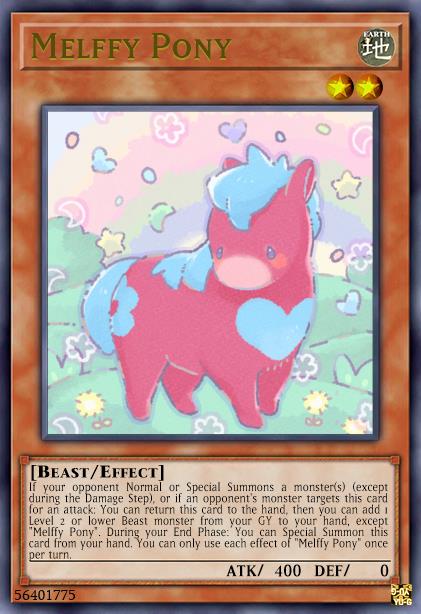 Melffy Pony
EARTH
地
[Beast/Effect]
If your opponent Normal or Special Summons a monster(s) (except
during the Damage Step), or if an opponent's monster targets this card
for an attack: You can return this card to the hand, then you can add 1
Level 2 or lower Beast monster from your GY to your hand, except
"Melffy Pony". During your End Phase: You can Special Summon this
card from your hand. You can only use each effect of "Melffy Pony" once
per turn.
ATK/ 400 DEF/ 0
56401775